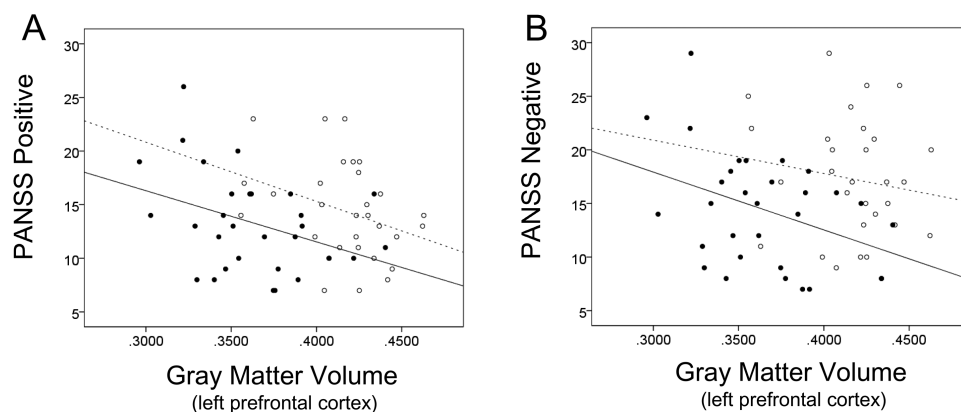 A
PANSS Positive
30
25
20
15
10
5
.3000
.3500
.4000
.4500
Gray Matter Volume
(left prefrontal cortex)
B
PANSS Negative
30
25
20
15
10
5
.3000
.3500
.4000
.4500
Gray Matter Volume
(left prefrontal cortex)